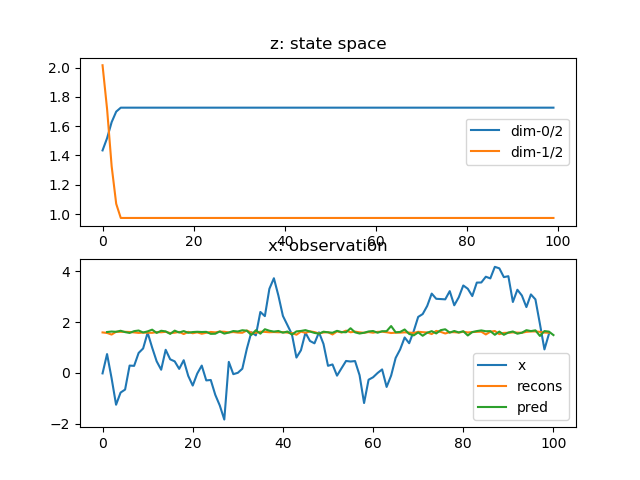 z: state space
2.0
1.8
1.6
1.4
1.2
1.0
dim-0/2
dim-1/2
0 20 40 60 80 100
x: observation
4
2
0
−2
x
recons
pred
0 20 40 60 80 100